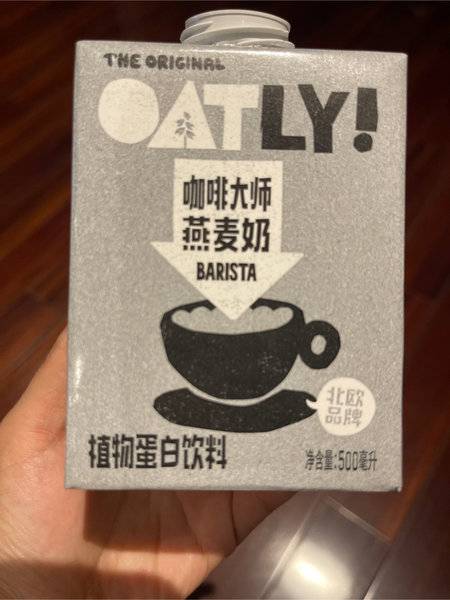 THE ORIGINAL
OATLY!
咖啡大师
燕麦奶
BARISTA
北欧
品牌
植物蛋白饮料
净含量:500毫升